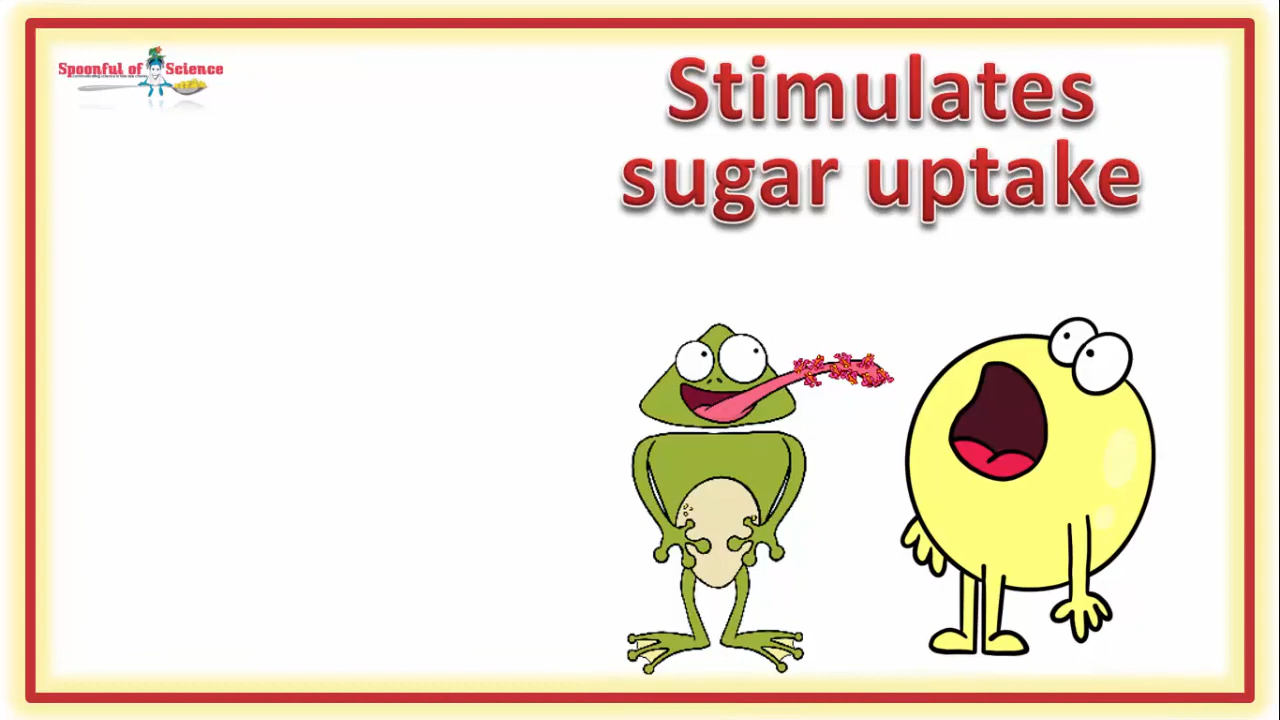 Spoonful of Science
Stimulates
sugar uptake